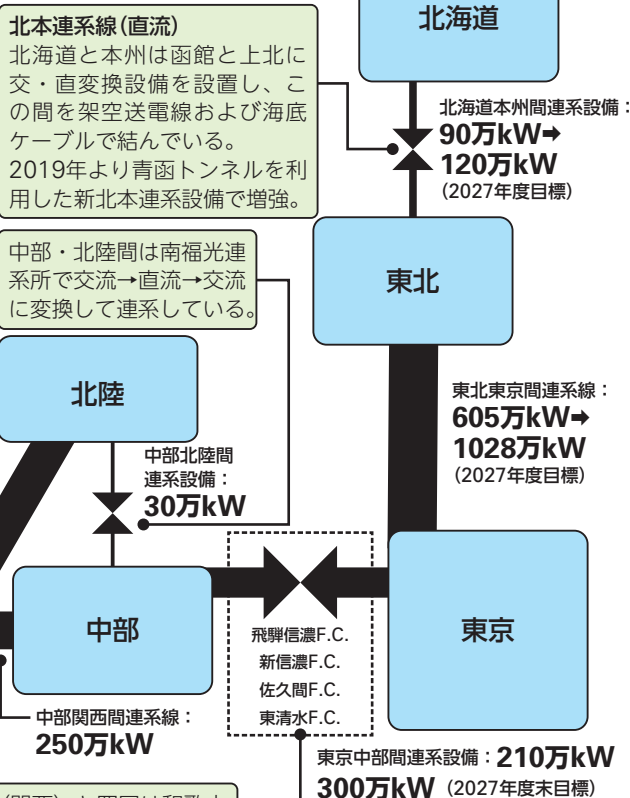 北本連系線(直流)
北海道と本州は函館と上北に
交・直変換設備を設置し、こ
の間を架空送電線および海底
ケーブルで結んでいる。
2019年より青函トンネルを利
用した新北本連系設備で増強。
北海道
北海道本州間連系設備：
90万kW➡
120万kW
(2027年度目標)
中部・北陸間は南福光連
系所で交流→直流→交流
に変換して連系している。
東北
北陸
東北東京間連系線：
605万kW➡
1028万kW
(2027年度目標)
中部北陸間
連系設備：
30万kW
中部
飛騨信濃F.C.
新信濃F.C.
佐久間F.C.
東清水F.C.
東京
中部関西間連系線：
250万kW
東京中部間連系設備：210万kW
300万kW (2027年度末目標)